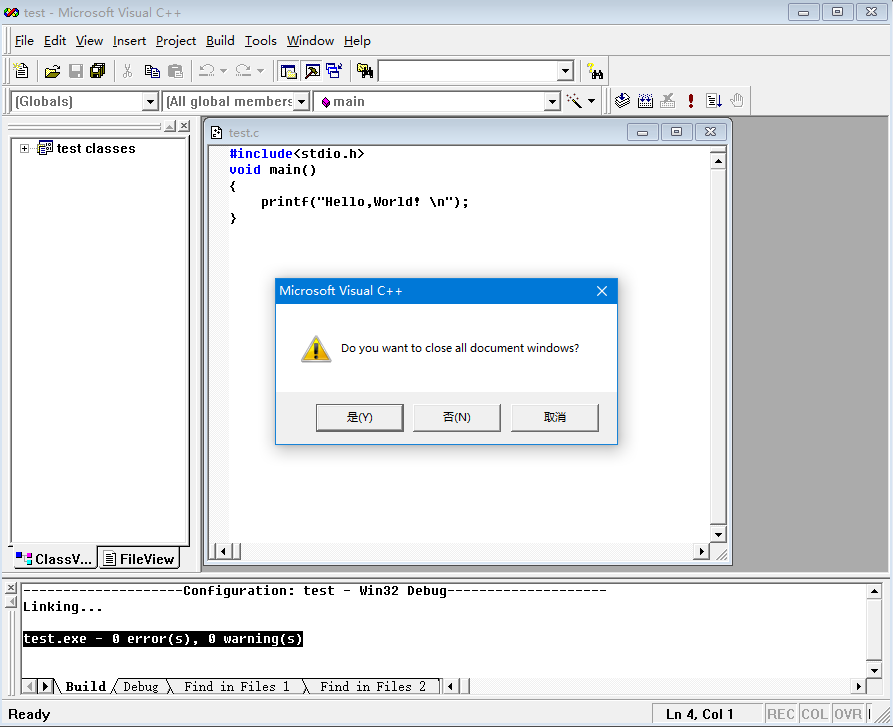 test - Microsoft Visual C++
File Edit View Insert Project Build Tools Window Help
(Globals) (All global members main
test classes
test.c
#include<stdio.h>
void main()
{
printf("Hello,World! \n");
}
Microsoft Visual C++
Do you want to close all document windows?
是(Y) 否(N) 取消
ClassV... FileView
--------------------Configuration: test - Win32 Debug--------------------
Linking...
test.exe - 0 error(s), 0 warning(s)
Build Debug Find in Files 1 Find in Files 2
Ready Ln 4, Col 1 REC COL OVR